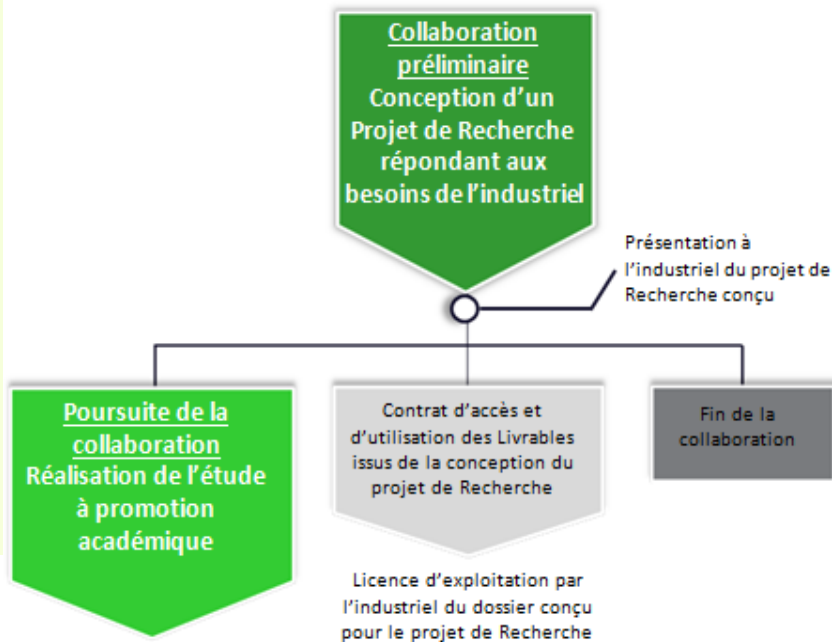 Collaboration
préliminaire
Conception d'un
Projet de Recherche
répondant aux
besoins de l'industriel
Présentation à
l'industriel du projet de
Recherche conçu
Poursuite de la
collaboration
Réalisation de l'étude
à promotion
académique
Contrat d'accès et
d'utilisation des Livrables
issus de la conception du
projet de Recherche
Fin de la
collaboration
Licence d'exploitation par
l'industriel du dossier conçu
pour le projet de Recherche